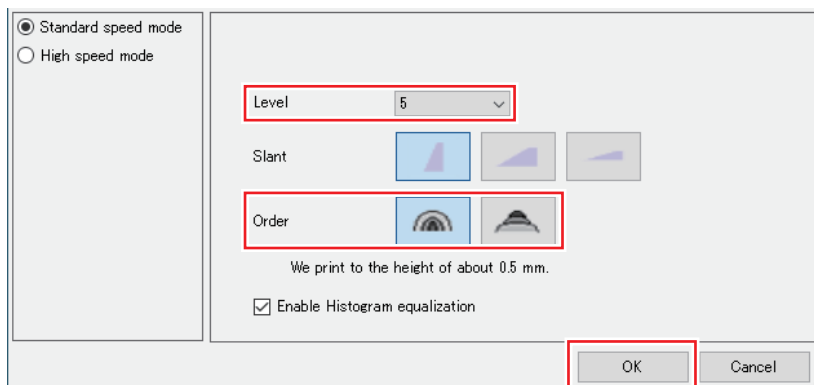 Standard speed mode
High speed mode
Level 5
Slant
Order
We print to the height of about 0.5 mm.
Enable Histogram equalization
OK Cancel